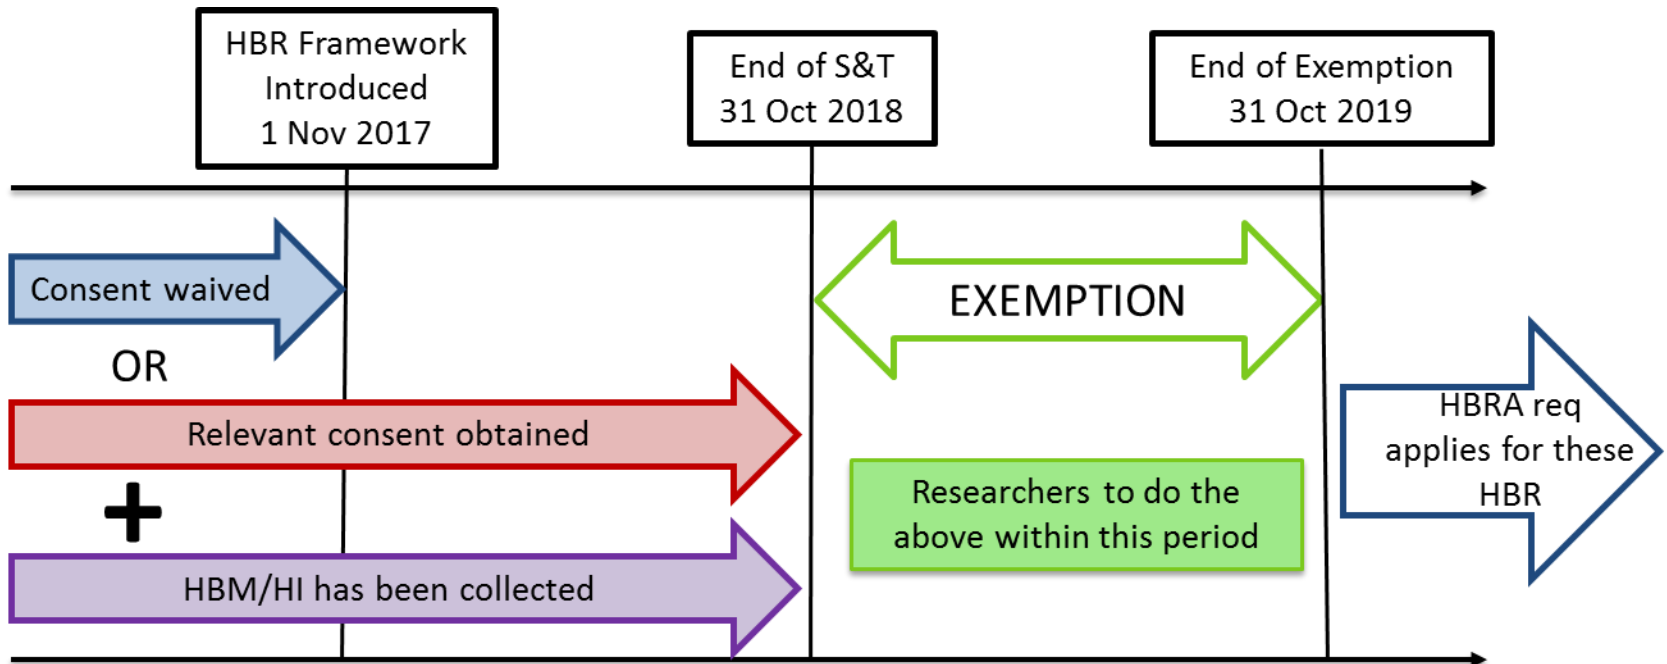 HBR Framework
Introduced
1 Nov 2017
End of S&T
31 Oct 2018
End of Exemption
31 Oct 2019
Consent waived
EXEMPTION
OR
Relevant consent obtained
HBRA req
applies for these
HBR
+
Researchers to do the
above within this period
HBM/HI has been collected